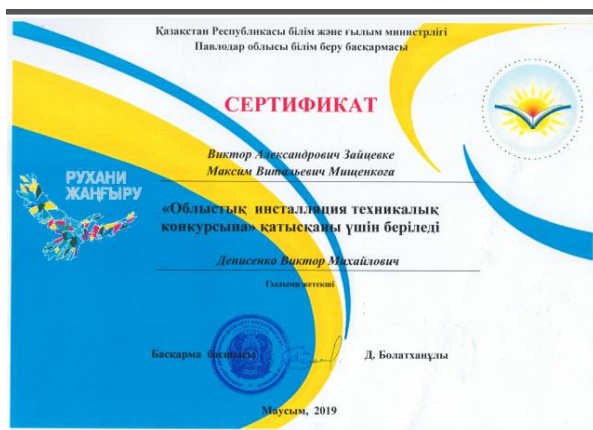 Қазақстан Республикасы білім және ғылым министрлігі
Павлодар облысы білім беру басқармасы
СЕРТИФИКАТ
Виктор Александрович Зайцевке
Максим Витальевич Мищенкоға
РУХАНИ
ЖАҢҒЫРУ
«Облыстық инсталляция техникалық
конкурсына» қатысқаны үшін беріледі
Денисенко Виктор Михайлович
Ғылыми жетекші
Басқарма басшысы
Д. Болатханұлы
Маусым, 2019